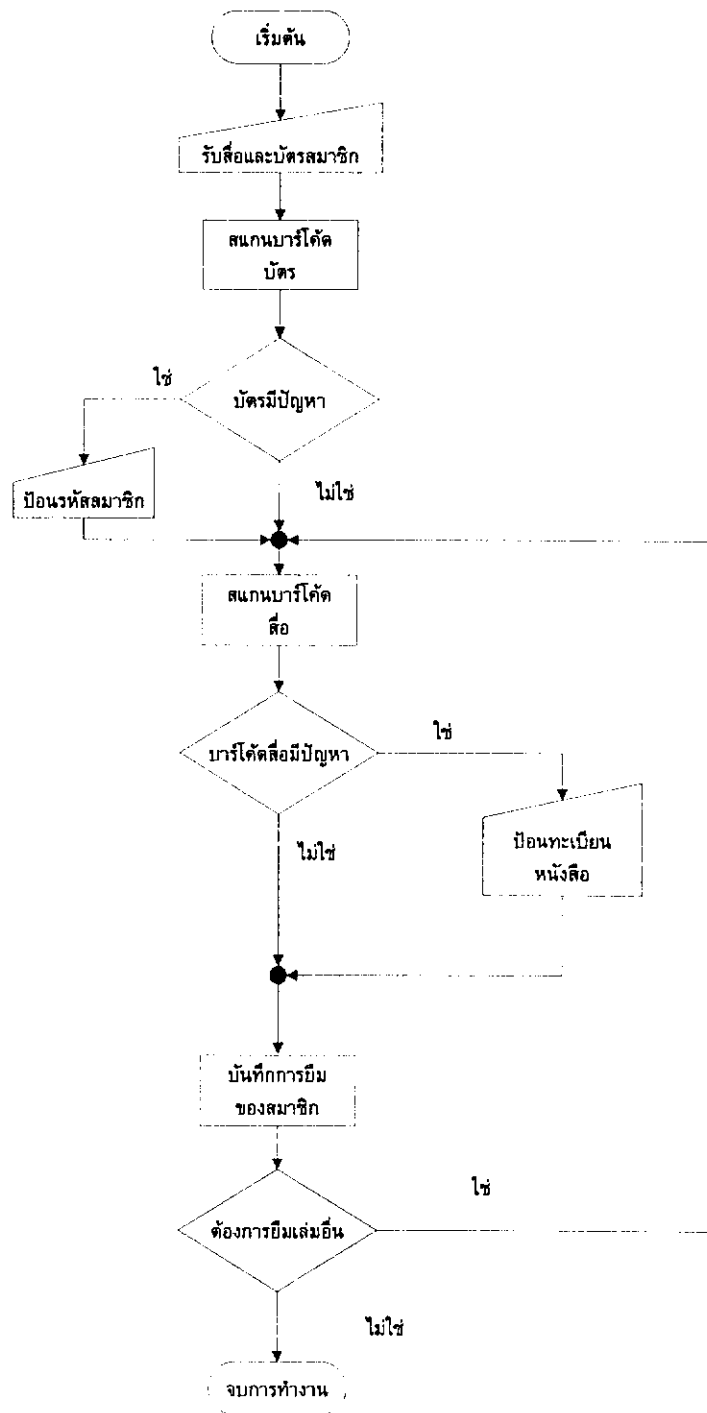 เริ่มต้น
รับสื่อและบัตรสมาชิก
สแกนบาร์โค้ด
บัตร
ใช่
บัตรมีปัญหา
ไม่ใช่
ป้อนรหัสสมาชิก
สแกนบาร์โค้ด
สื่อ
ใช่
บาร์โค้ดสื่อมีปัญหา
ไม่ใช่
ป้อนทะเบียน
หนังสือ
บันทึกการยืม
ของสมาชิก
ใช่
ต้องการยืมเล่มอื่น
ไม่ใช่
จบการทำงาน